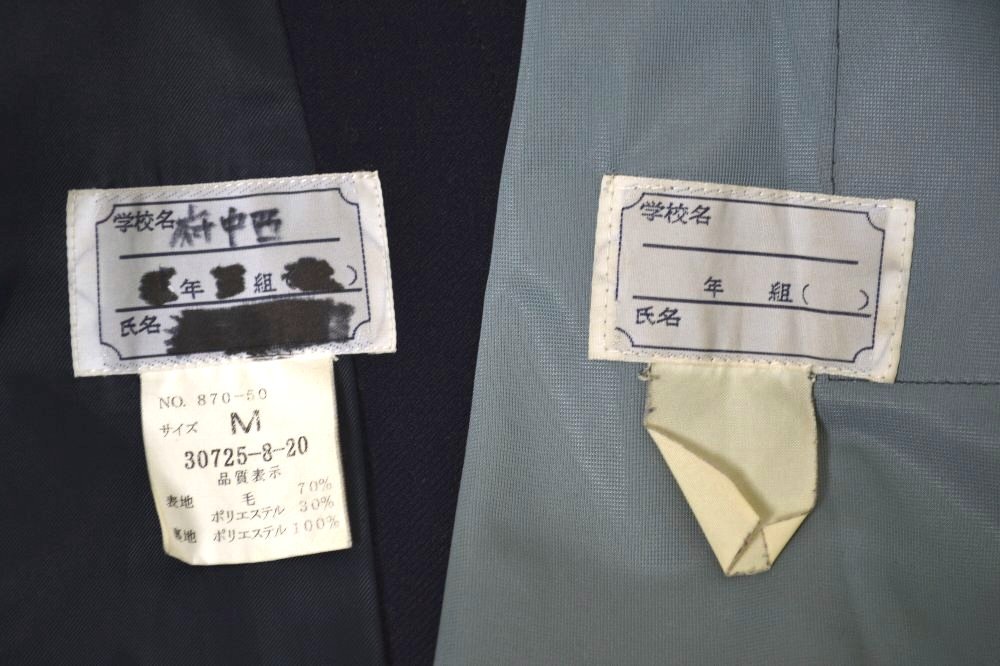 学校名 府中西
年 組 ( )
氏名
NO. 870-50
サイズ M
30725-8-20
品質表示
表地 毛 70%
ポリエステル 30%
裏地 ポリエステル 100%
学校名
年 組 ( )
氏名